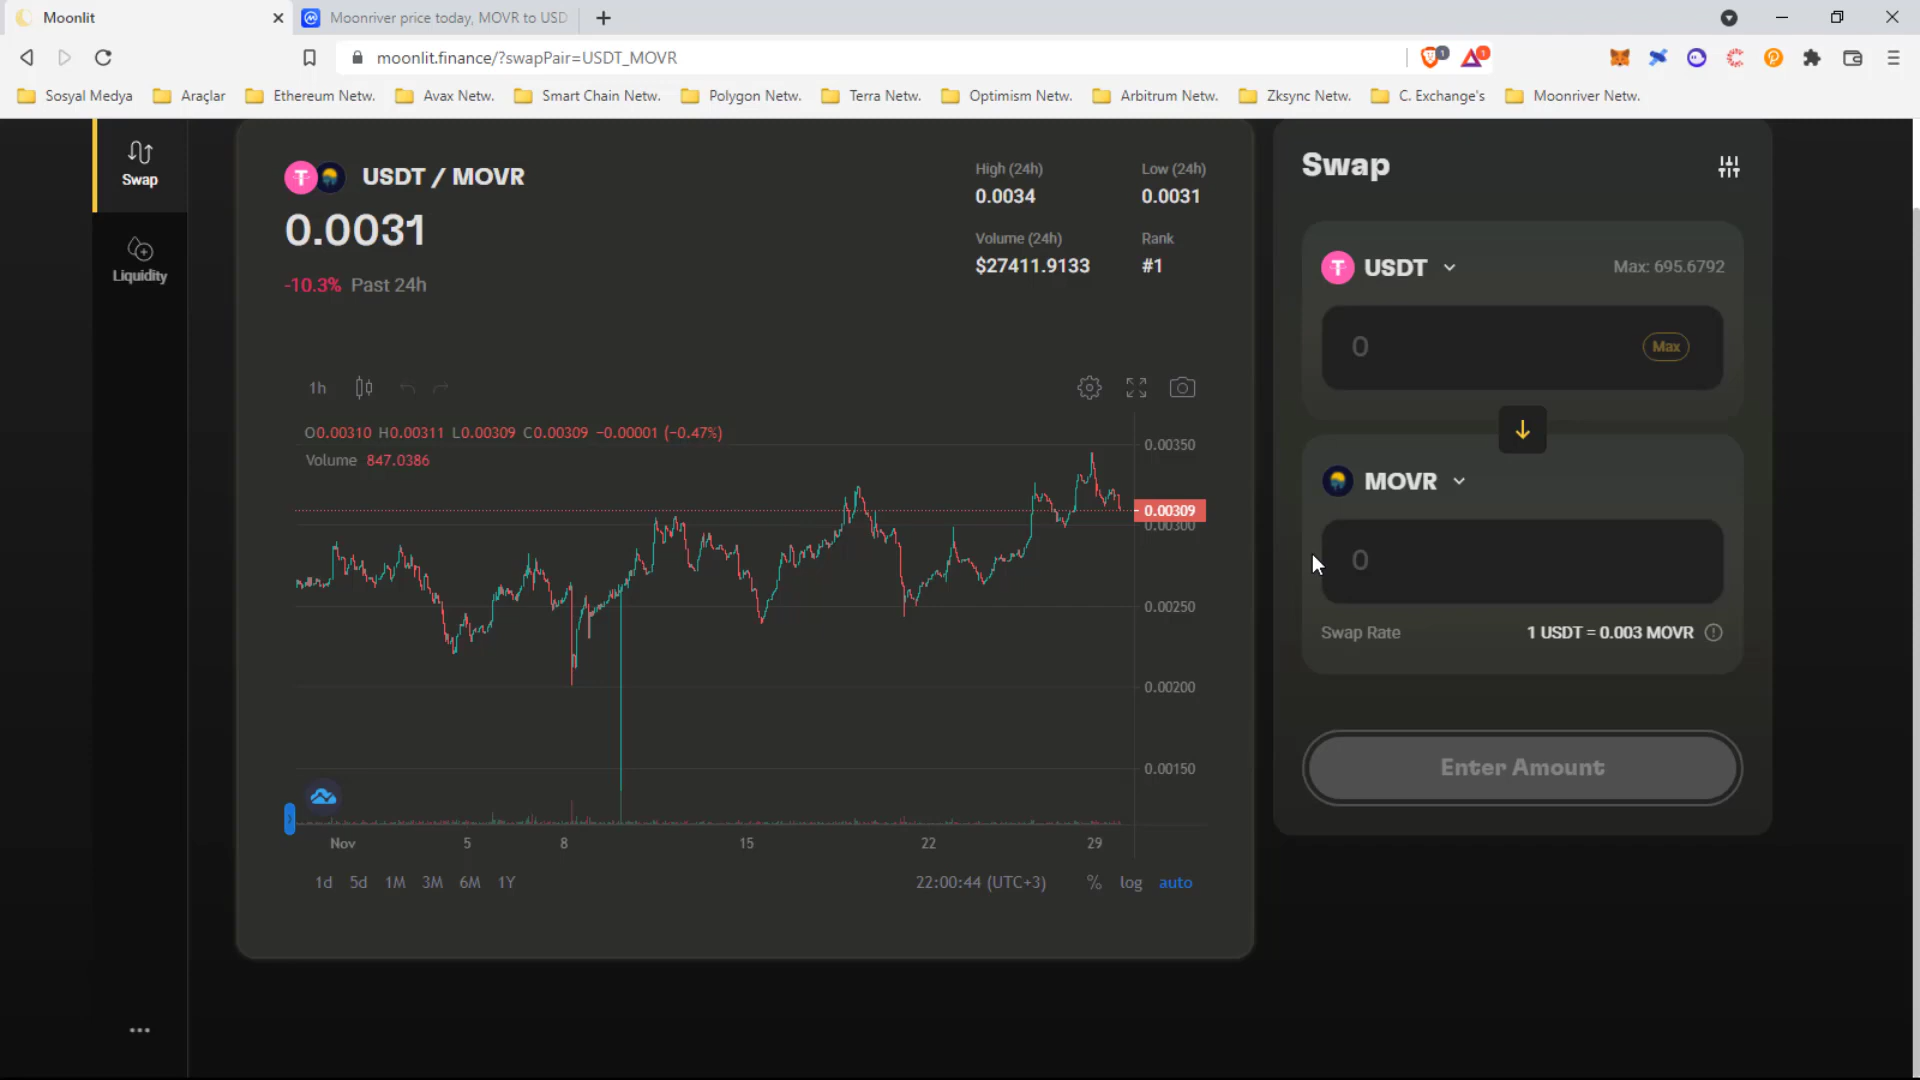 Moonlit
Moonriver price today, MOVR to USD
moonlit.finance/?swapPair=USDT_MOVR
1
1
Sosyal Medya
Araçlar
Ethereum Netw.
Avax Netw.
Smart Chain Netw.
Polygon Netw.
Terra Netw.
Optimism Netw.
Arbitrum Netw.
Zksync Netw.
C. Exchange's
Moonriver Netw.
Swap
Liquidity
USDT / MOVR
0.0031
-10.3% Past 24h
High (24h)
0.0034
Low (24h)
0.0031
Volume (24h)
$27411.9133
Rank
#1
1h
O0.00310 H0.00311 L0.00309 C0.00309 −0.00001 (−0.47%)
Volume 847.0386
0.00350
0.00309
0.00300
0.00250
0.00200
0.00150
Nov 5 8 15 22 29
1d 5d 1M 3M 6M 1Y
22:00:44 (UTC+3) % log auto
Swap
USDT
Max: 695.6792
0
Max
MOVR
0
Swap Rate
1 USDT = 0.003 MOVR
Enter Amount